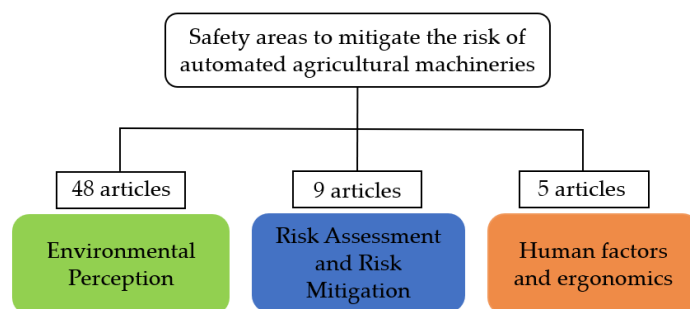 Safety areas to mitigate the risk of
automated agricultural machineries
48 articles
9 articles
5 articles
Environmental
Perception
Risk Assessment
and Risk
Mitigation
Human factors
and ergonomics